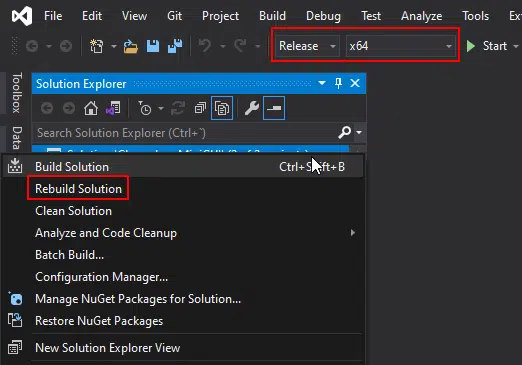 File Edit View Git Project Build Debug Test Analyze Tools
Release x64 Start
Toolbox
Solution Explorer
Search Solution Explorer (Ctrl+¨)
Data
Build Solution Ctrl+Shift+B
Rebuild Solution
Clean Solution
Analyze and Code Cleanup
Batch Build...
Configuration Manager...
Manage NuGet Packages for Solution...
Restore NuGet Packages
New Solution Explorer View